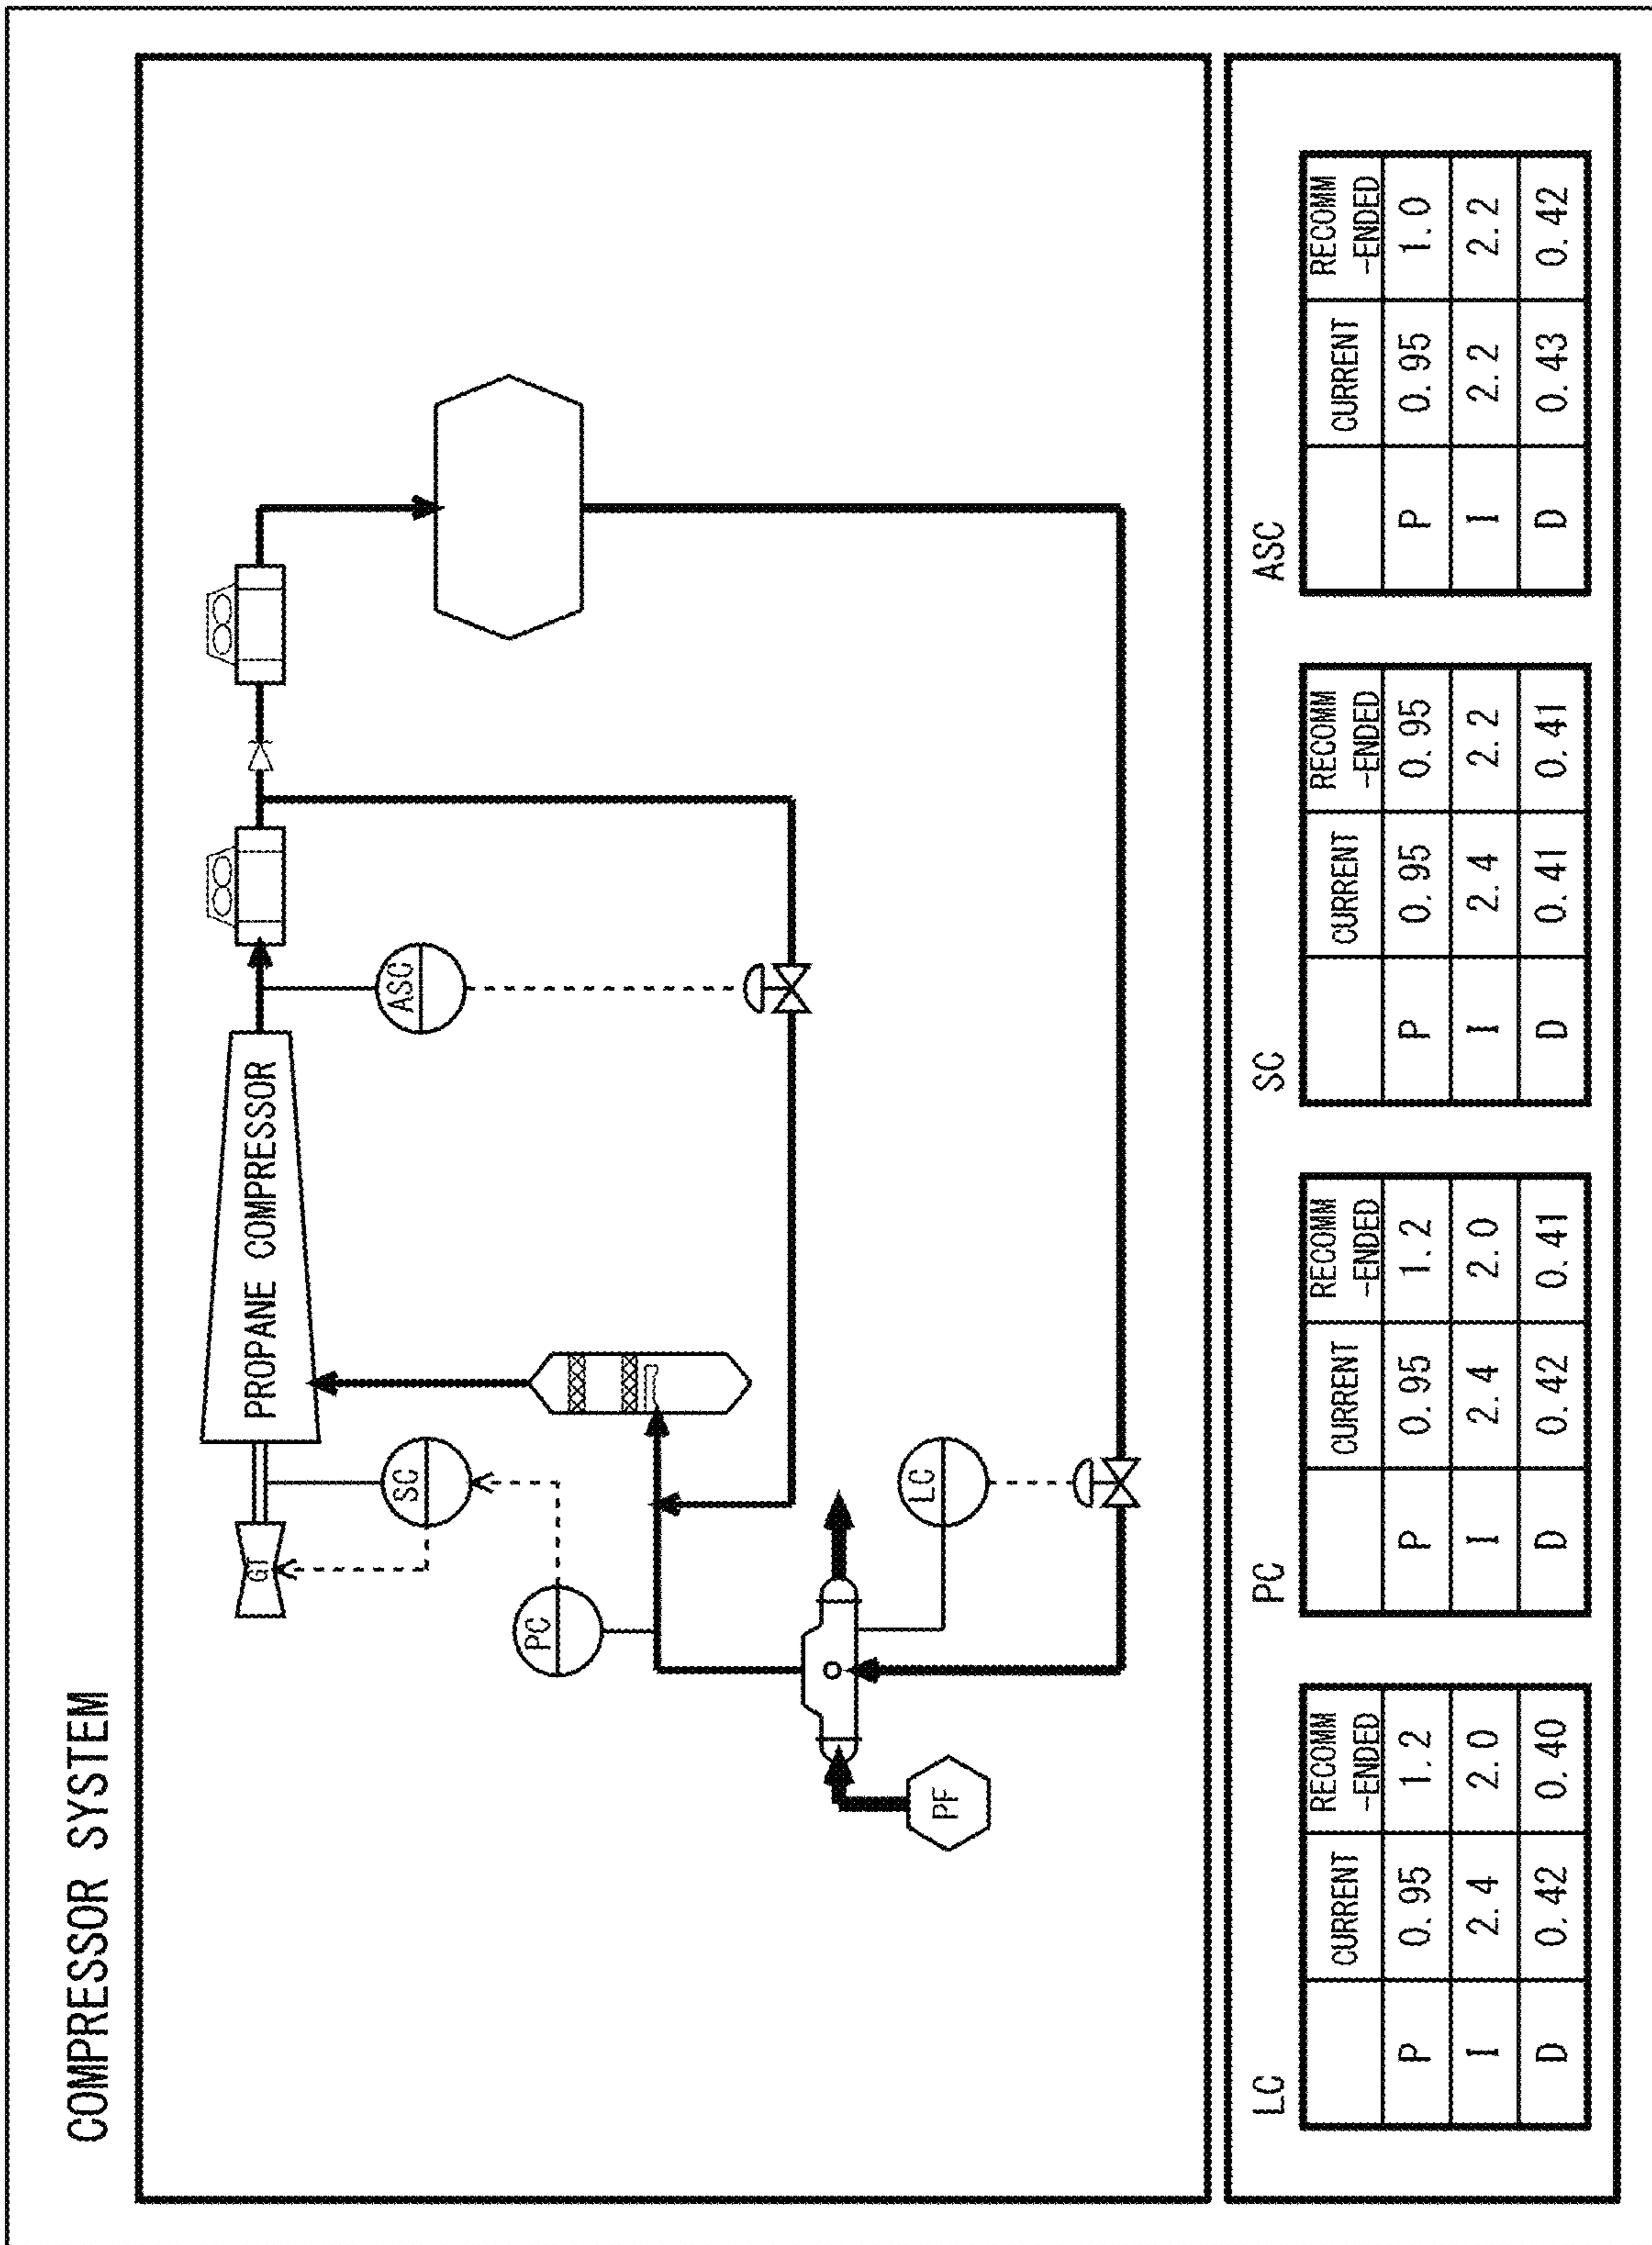 COMPRESSOR SYSTEM
PROPANE COMPRESSOR
GT
SC
ASC
PC
LC
PF
LC
CURRENT RECOMM
-ENDED
P 0.95 1.2
I 2.4 2.0
D 0.42 0.40
PC
CURRENT RECOMM
-ENDED
P 0.95 1.2
I 2.4 2.0
D 0.42 0.41
SC
CURRENT RECOMM
-ENDED
P 0.95 0.95
I 2.4 2.2
D 0.41 0.41
ASC
CURRENT RECOMM
-ENDED
P 0.95 1.0
I 2.2 2.2
D 0.43 0.42